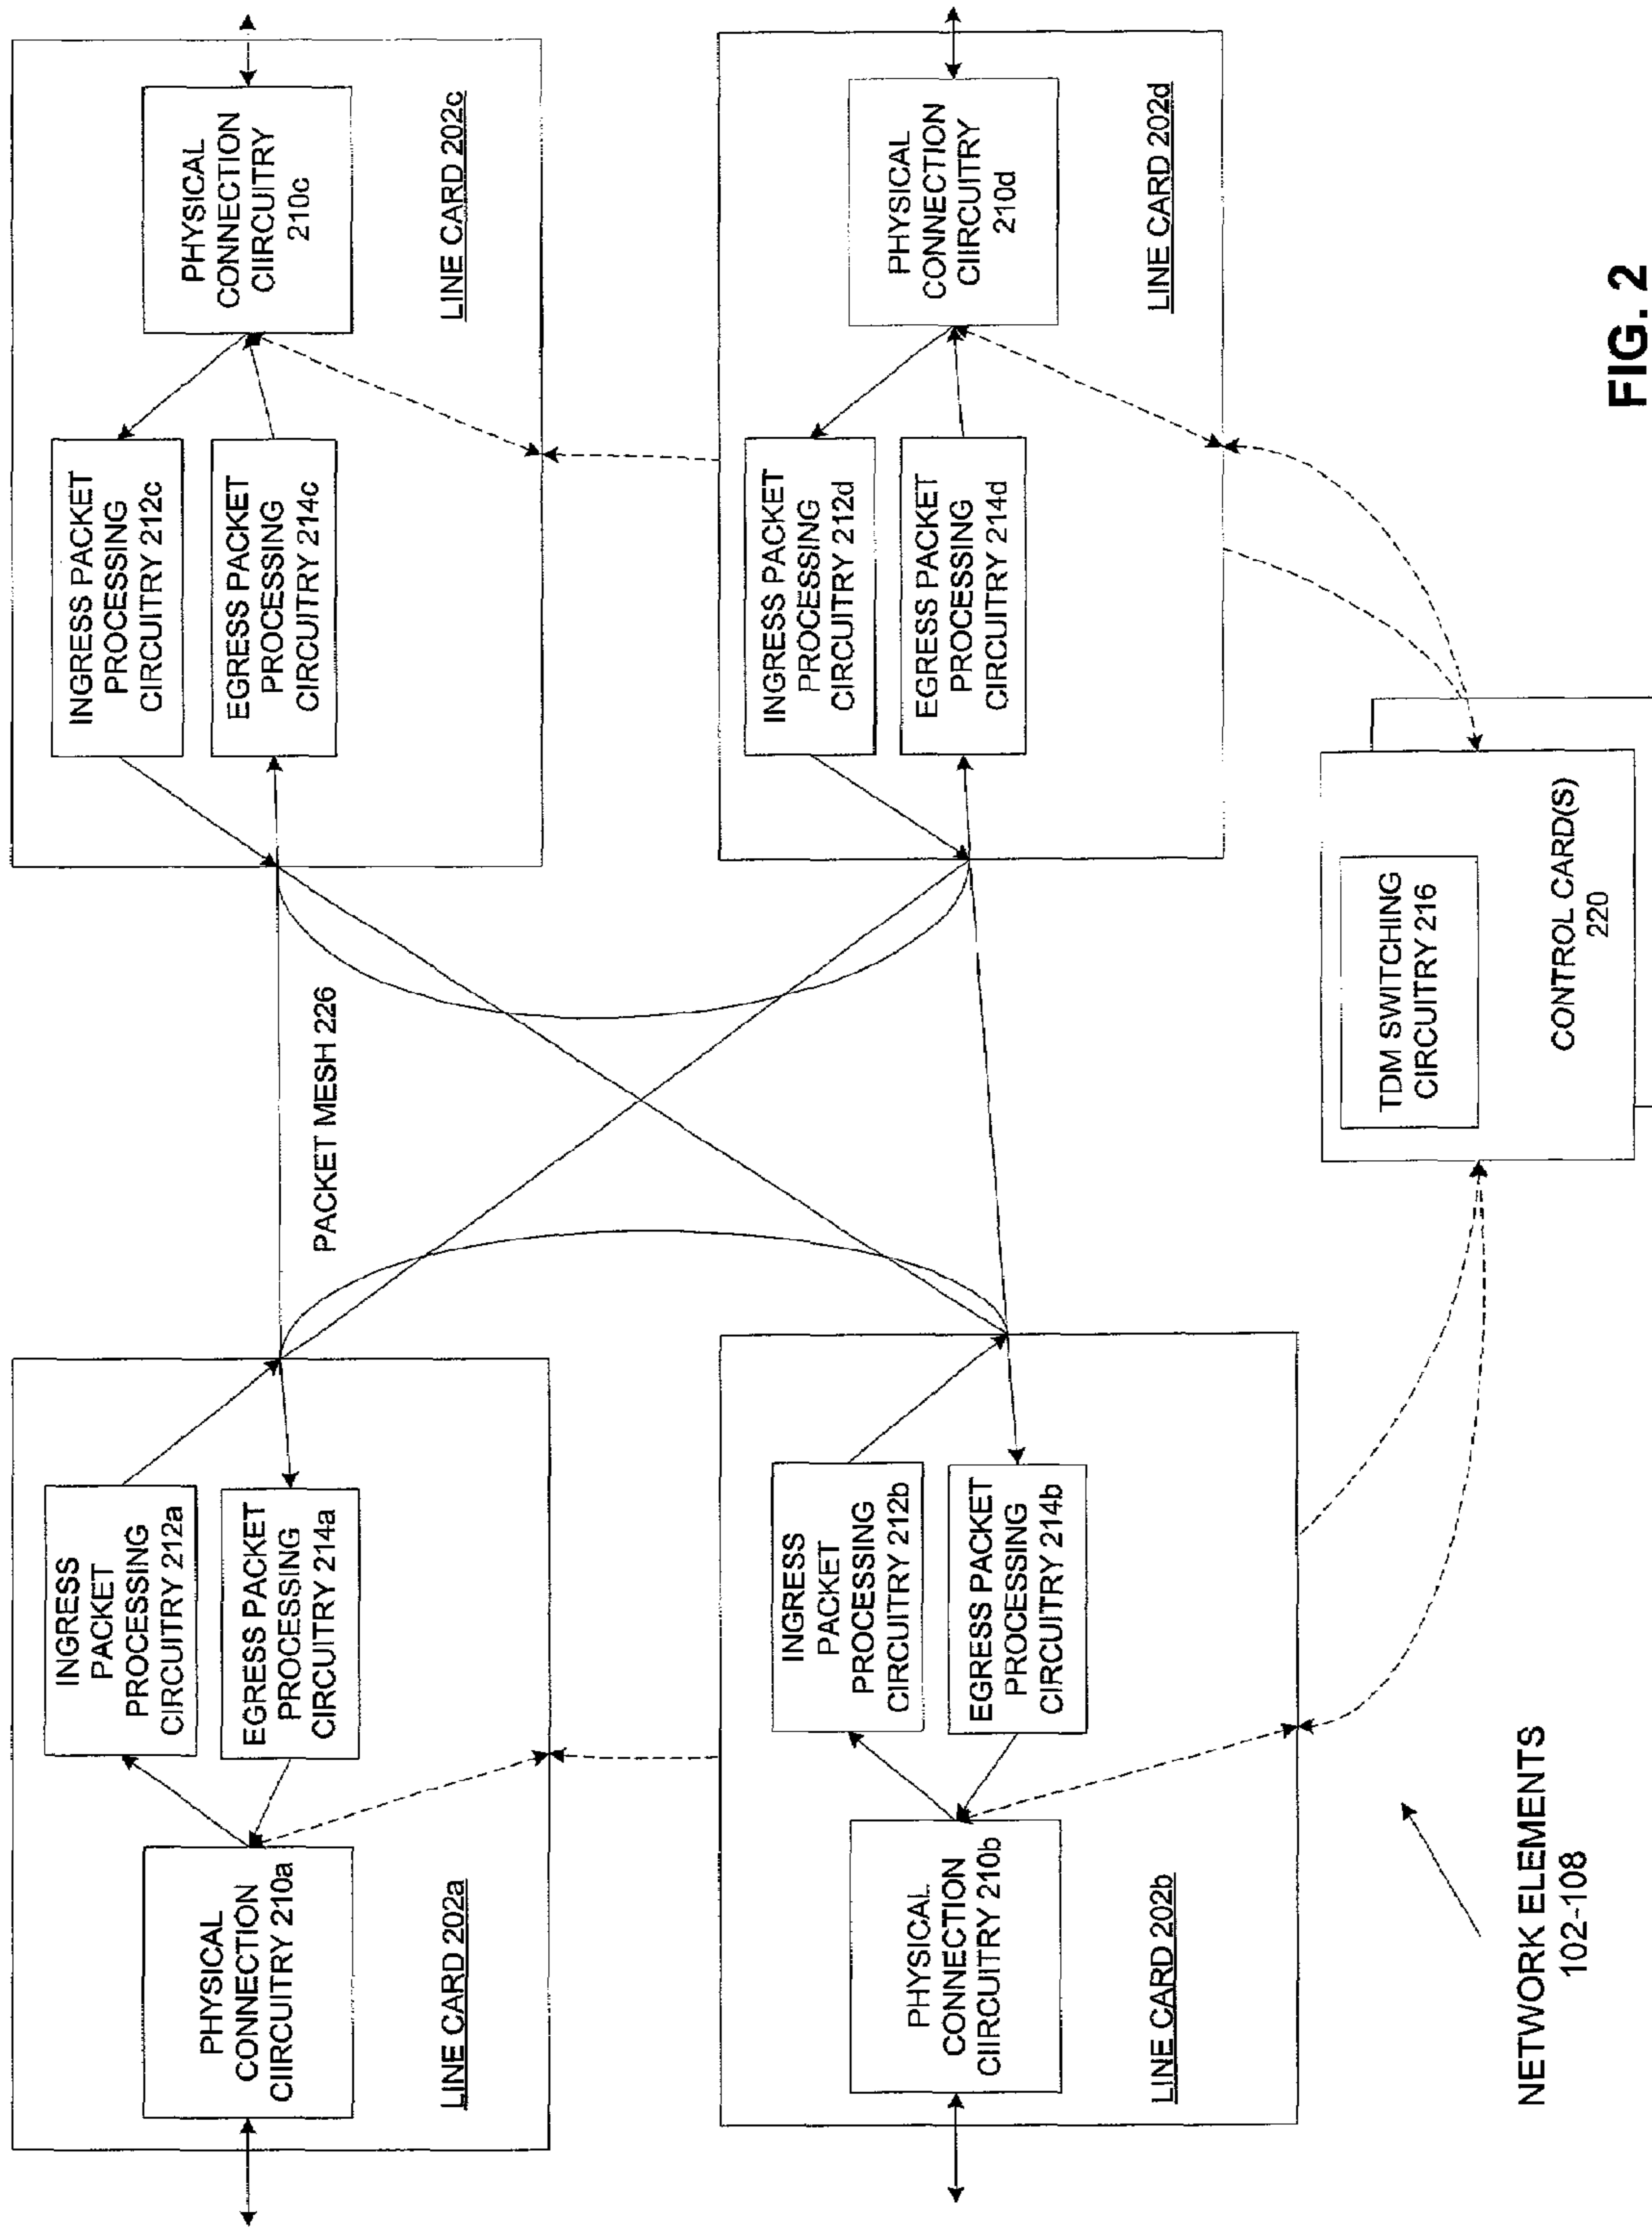 PHYSICAL
CONNECTION
CIIRCUITRY 210a
INGRESS
PACKET
PROCESSING
CIRCUITRY 212a
EGRESS PACKET
PROCESSING
CIRCUITRY 214a
LINE CARD 202a
PACKET MESH 226
INGRESS PACKET
PROCESSING
CIRCUITRY 212c
EGRESS PACKET
PROCESSING
CIRCUITRY 214c
PHYSICAL
CONNECTION
CIIRCUITRY
210c
LINE CARD 202c
PHYSICAL
CONNECTION
CIIRCUITRY 210b
INGRESS
PACKET
PROCESSING
CIRCUITRY 212b
EGRESS PACKET
PROCESSING
CIRCUITRY 214b
LINE CARD 202b
INGRESS PACKET
PROCESSING
CIRCUITRY 212d
EGRESS PACKET
PROCESSING
CIRCUITRY 214d
PHYSICAL
CONNECTION
CIIRCUITRY
210d
LINE CARD 202d
TDM SWITCHING
CIRCUITRY 216
CONTROL CARD(S)
220
NETWORK ELEMENTS
102-108
FIG. 2